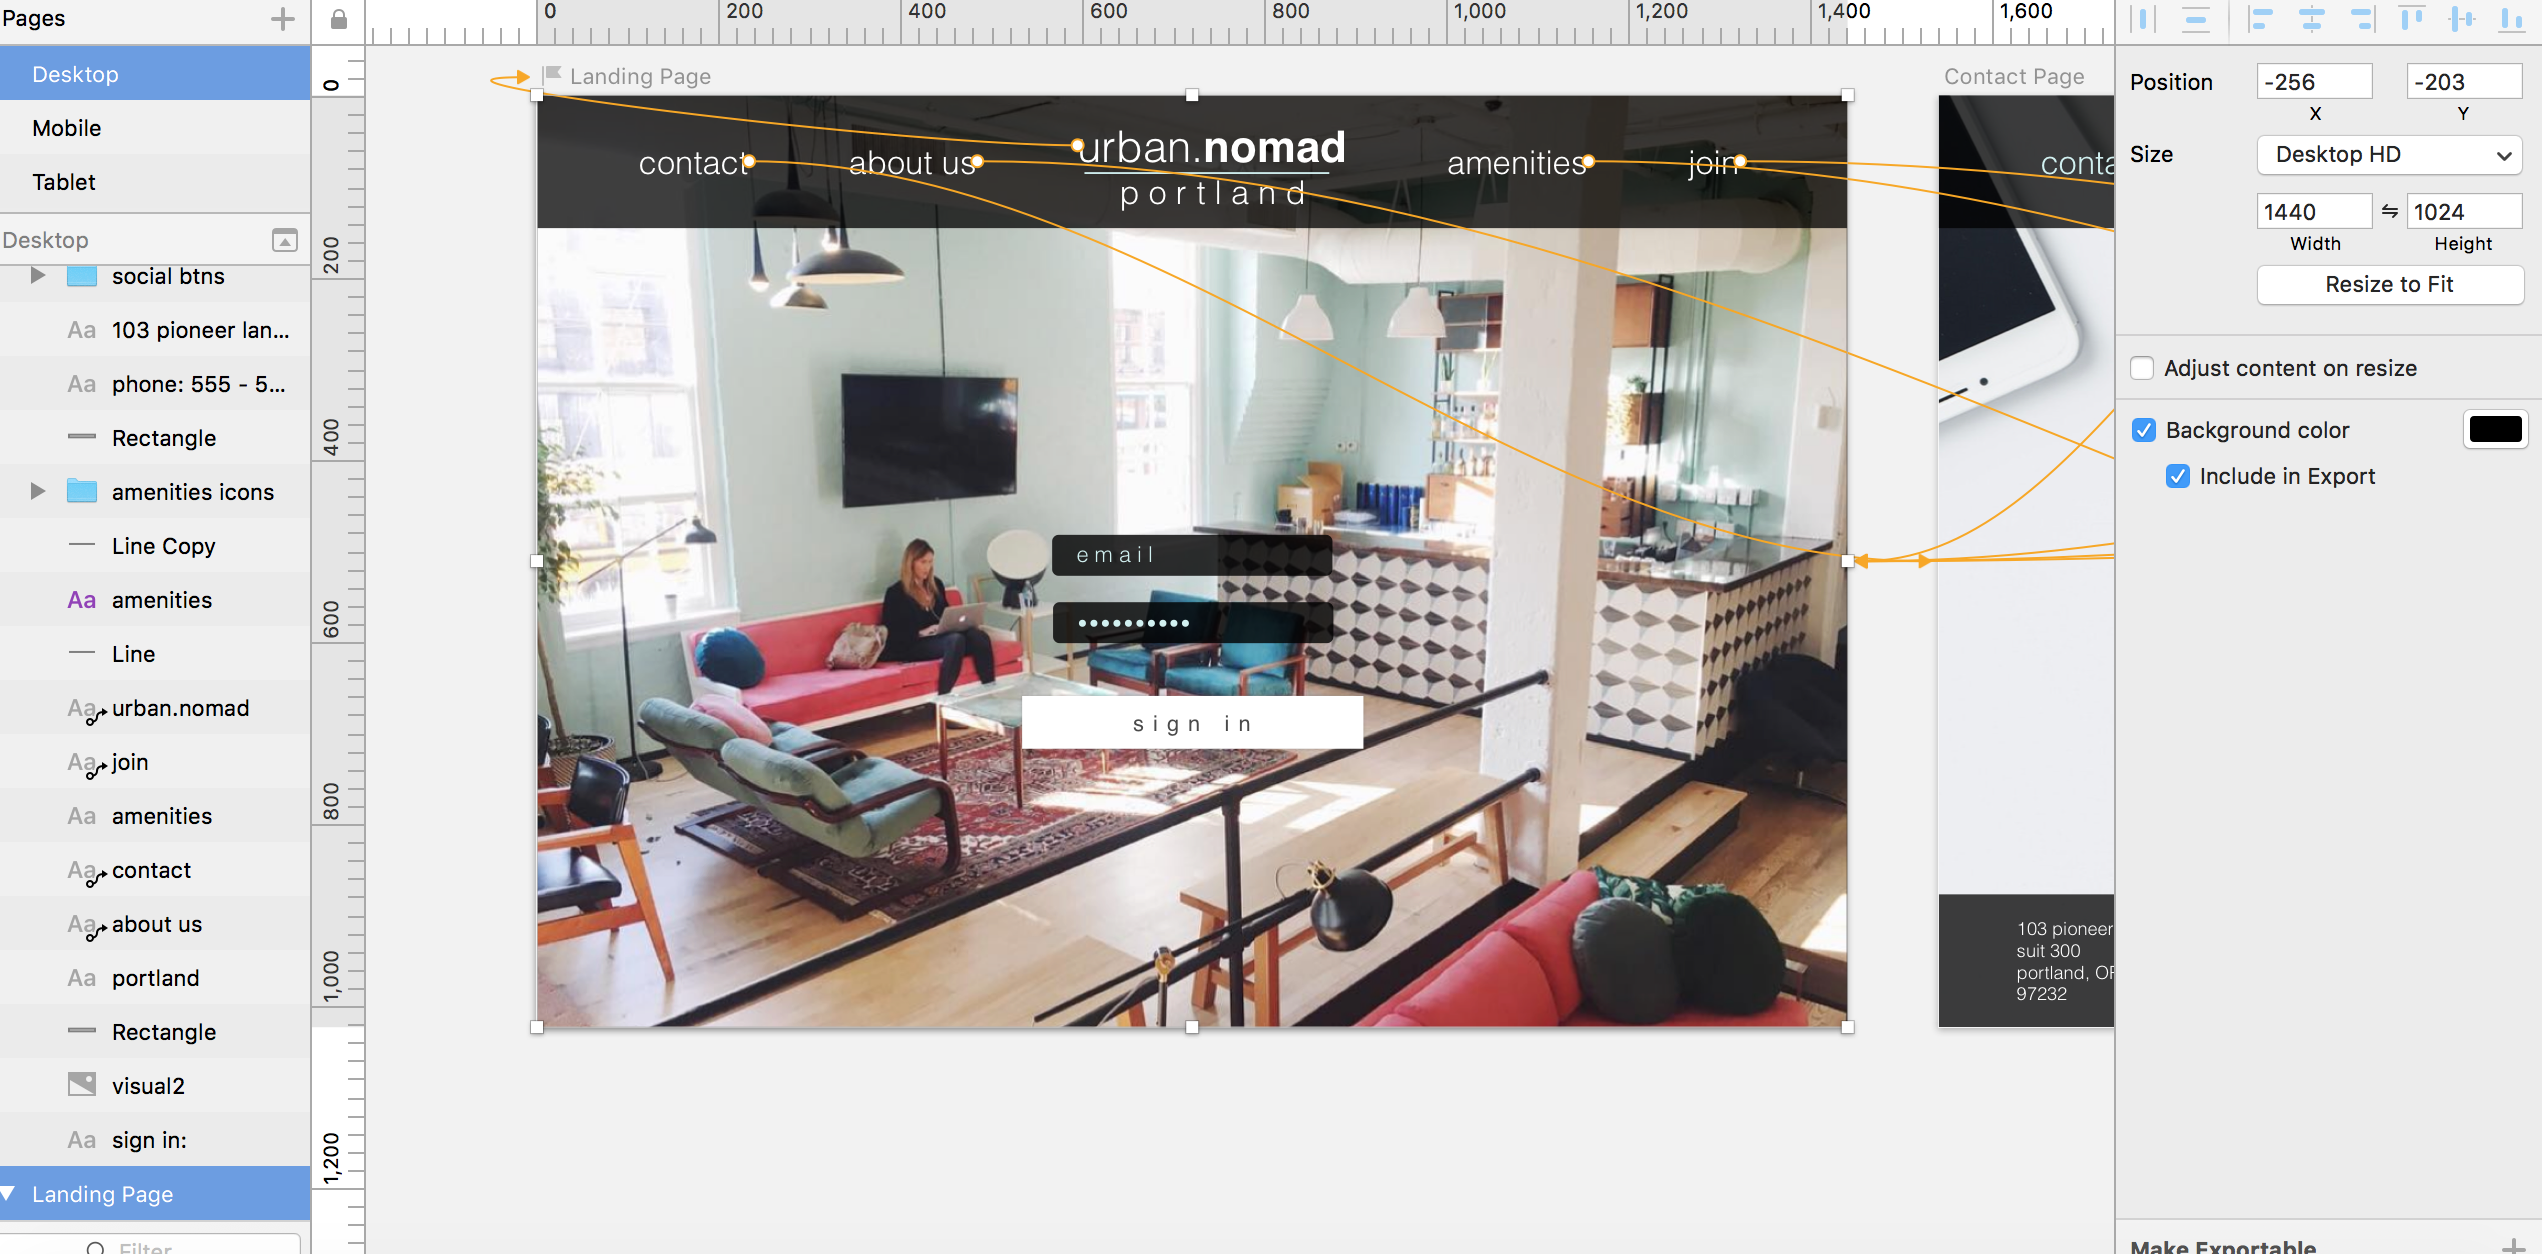 Pages
Desktop
Mobile
Tablet
Desktop
social btns
Aa 103 pioneer lan...
Aa phone: 555 - 5...
Rectangle
amenities icons
Line Copy
Aa amenities
Line
Aa urban.nomad
Aa join
Aa amenities
Aa contact
Aa about us
Aa portland
Rectangle
visual2
Aa sign in:
Landing Page
Filter
0 200 400 600 800 1,000 1,200 1,400 1,600
0
200
400
600
800
1,000
1,200
Landing Page
contact about us urban.nomad amenities join
portland
email
sign in
Contact Page
conta
103 pioneer
suit 300
portland, OR
97232
Position -256 -203
X Y
Size Desktop HD
1440 1024
Width Height
Resize to Fit
Adjust content on resize
Background color
Include in Export
Make Exportable